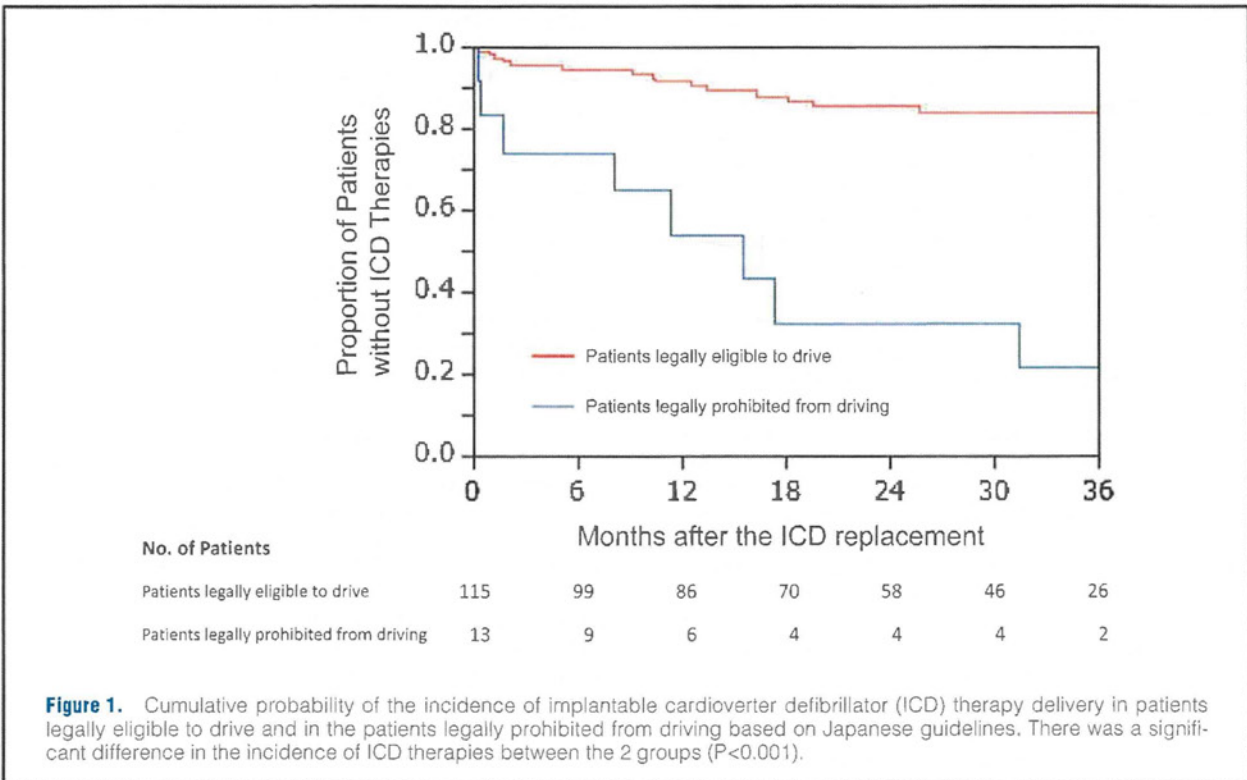 1.0
0.8
0.6
0.4
0.2
0.0
Proportion of Patients
without ICD Therapies
Patients legally eligible to drive
Patients legally prohibited from driving
0 6 12 18 24 30 36
Months after the ICD replacement
No. of Patients
Patients legally eligible to drive 115 99 86 70 58 46 26
Patients legally prohibited from driving 13 9 6 4 4 4 2
Figure 1. Cumulative probability of the incidence of implantable cardioverter defibrillator (ICD) therapy delivery in patients
legally eligible to drive and in the patients legally prohibited from driving based on Japanese guidelines. There was a signifi-
cant difference in the incidence of ICD therapies between the 2 groups (P<0.001).